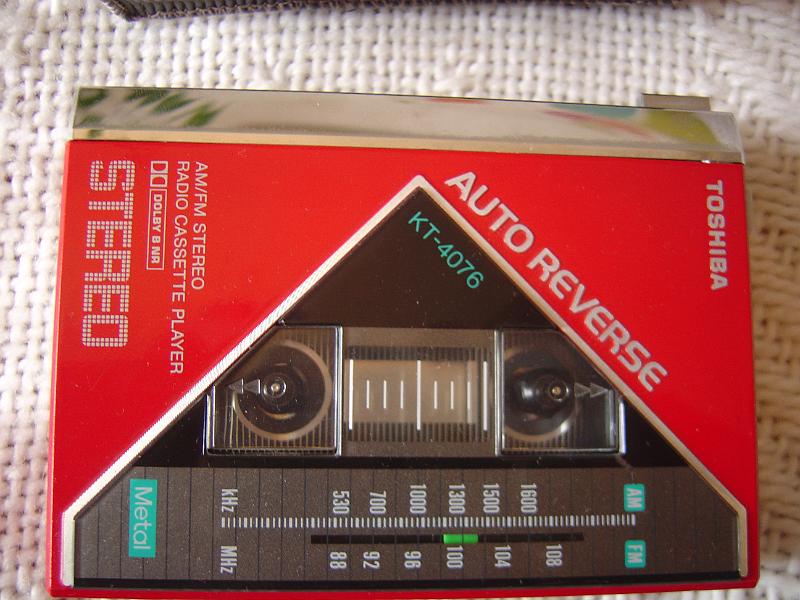 TOSHIBA
AUTO REVERSE
KT-4076
AM/FM STEREO
RADIO CASSETTE PLAYER
DOLBY B NR
STEREO
AM
FM
1600
108
1500
104
1300
100
1000
96
700
92
530
88
kHz
MHz
Metal